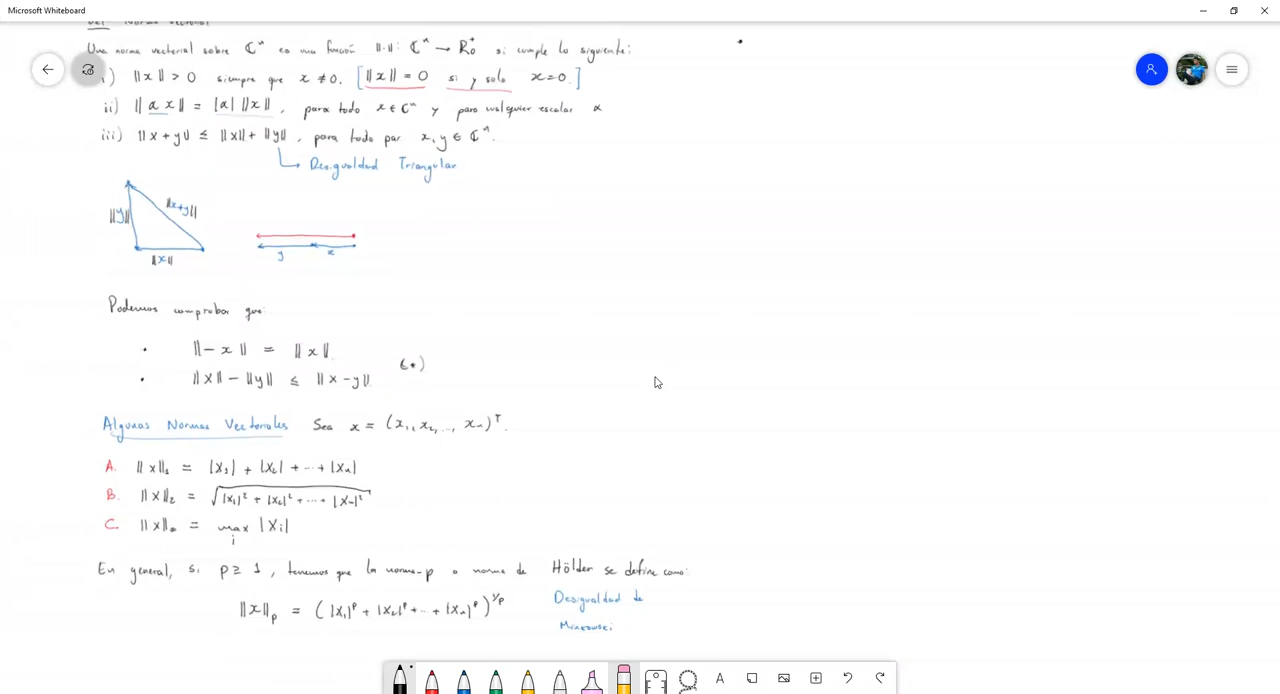 Microsoft Whiteboard
Def Norma Vectorial
Una norma vectorial sobre ℂⁿ es una función ‖·‖: ℂⁿ → ℝ₀⁺ si cumple lo siguiente:
i) ‖x‖ > 0 siempre que x ≠ 0. [‖x‖ = 0 si y solo x = 0.]
ii) ‖a x‖ = |a| ‖x‖, para todo x ∈ ℂⁿ y para cualquier escalar α
iii) ‖x + y‖ ≤ ‖x‖ + ‖y‖, para todo par x, y ∈ ℂⁿ.
Desigualdad Triangular
‖y‖ ‖x+y‖
‖x‖
y x
Podemos comprobar que:
· ‖-x‖ = ‖x‖
· ‖x‖ - ‖y‖ ≤ ‖x - y‖ (*)
Algunas Normas Vectoriales Sea x = (x₁, x₂, ..., xₙ)ᵀ.
A. ‖x‖₁ = |x₁| + |x₂| + ··· + |xₙ|
B. ‖x‖₂ = √(|x₁|² + |x₂|² + ··· + |xₙ|²)
C. ‖x‖∞ = max |xᵢ|
i
En general, si p ≥ 1, tenemos que la norma-p o norma de Hölder se define como:
‖x‖ₚ = (|x₁|ᵖ + |x₂|ᵖ + ··· + |xₙ|ᵖ)^1/p
Desigualdad de
Minkowski
A